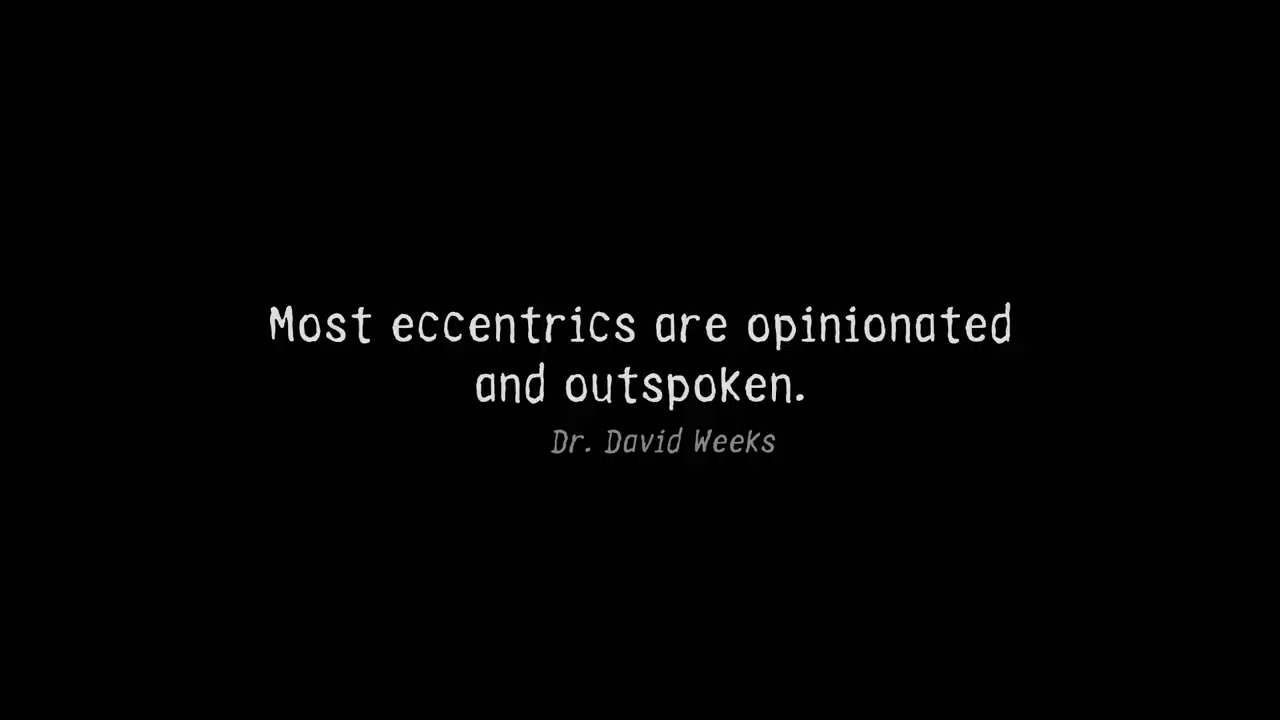 Most eccentrics are opinionated
and outspoken.
Dr. David Weeks